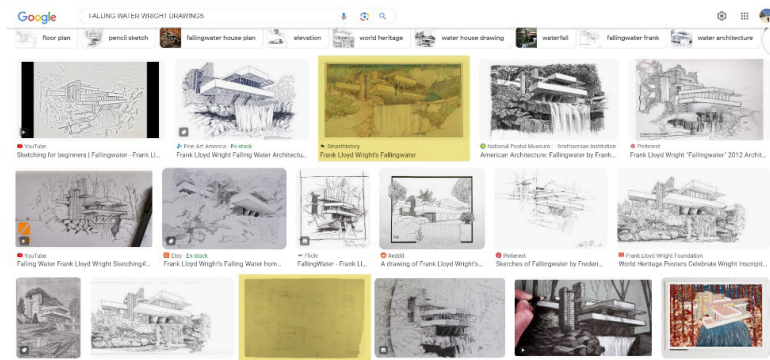 Google FALLING WATER WRIGHT DRAWINGS
floor plan pencil sketch fallingwater house plan elevation world heritage water house drawing waterfall fallingwater frank water architecture
YouTube Fine Art America · En stock Smarthistory National Postal Museum - Smithsonian Institution Pinterest
Sketching for beginners | Fallingwater - Frank Ll... Frank Lloyd Wright Falling Water Architectu... Frank Lloyd Wright's Fallingwater American Architecture: Fallingwater by Frank... Frank Lloyd Wright "Fallingwater" 2012 Archit...
YouTube Etsy · En stock Flickr Reddit Pinterest Frank Lloyd Wright Foundation
Falling Water Frank Lloyd Wright Sketching#... Frank Lloyd Wright's Falling Water hom... FallingWater - Frank Ll... A drawing of Frank Lloyd Wright's... Sketches of Fallingwater by Frederi... World Heritage Posters Celebrate Wright Inscripti...